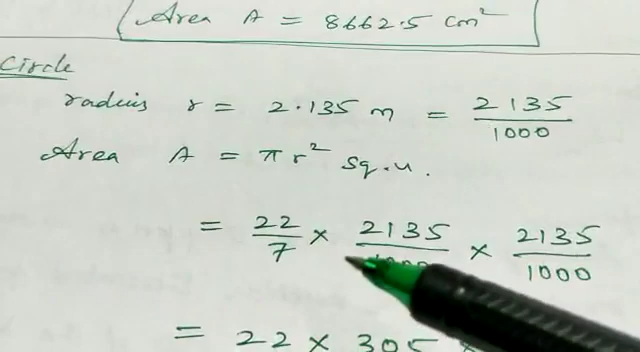 Area A = 8662.5 cm²
Circle
radius r = 2.135 m = 2135/1000
Area A = πr² Sq.u.
= 22/7 × 2135/1000 × 2135/1000
= 22 × 305